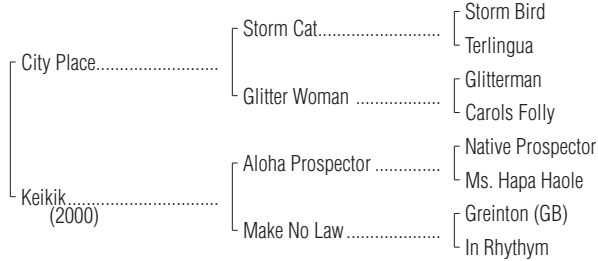 Storm Bird
Storm Cat..............................
Terlingua
City Place..............................
Glitterman
Glitter Woman .....................
Carols Folly
Native Prospector
Aloha Prospector ................
Ms. Hapa Haole
Keikik..............................
(2000)
Greinton (GB)
Make No Law.......................
In Rhythym